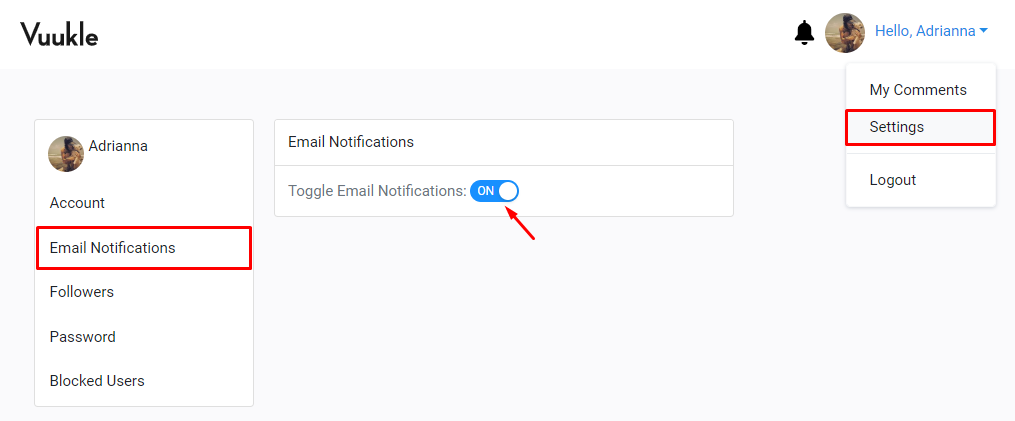 Vuukle
Hello, Adrianna
My Comments
Settings
Logout
Adrianna
Account
Email Notifications
Followers
Password
Blocked Users
Email Notifications
Toggle Email Notifications: ON